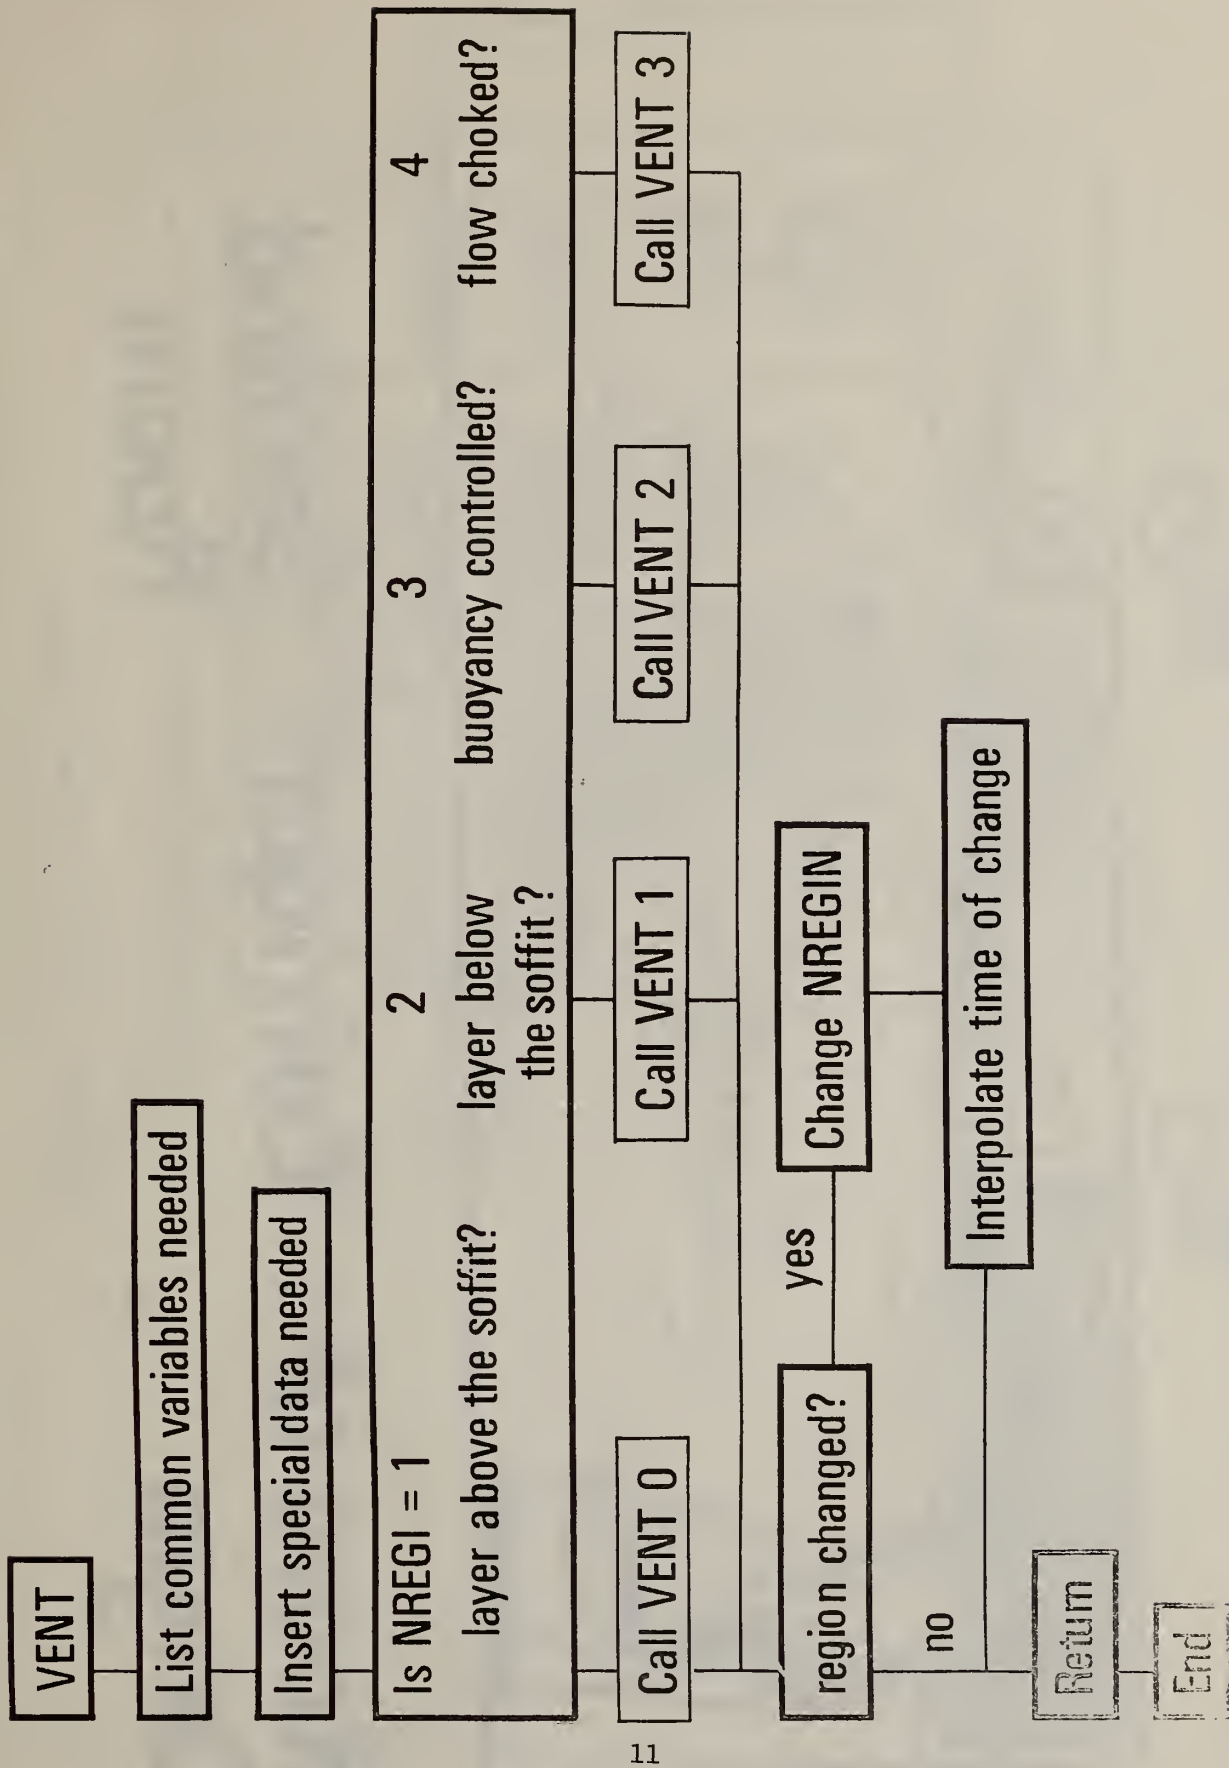 VENT
List common variables needed
Insert special data needed
Is NREGI = 1 2 3 4
layer above the soffit? layer below buoyancy controlled? flow choked?
the soffit?
Call VENT 0 Call VENT 1 Call VENT 2 Call VENT 3
region changed? yes Change NREGIN
no
Interpolate time of change
Return
End
11